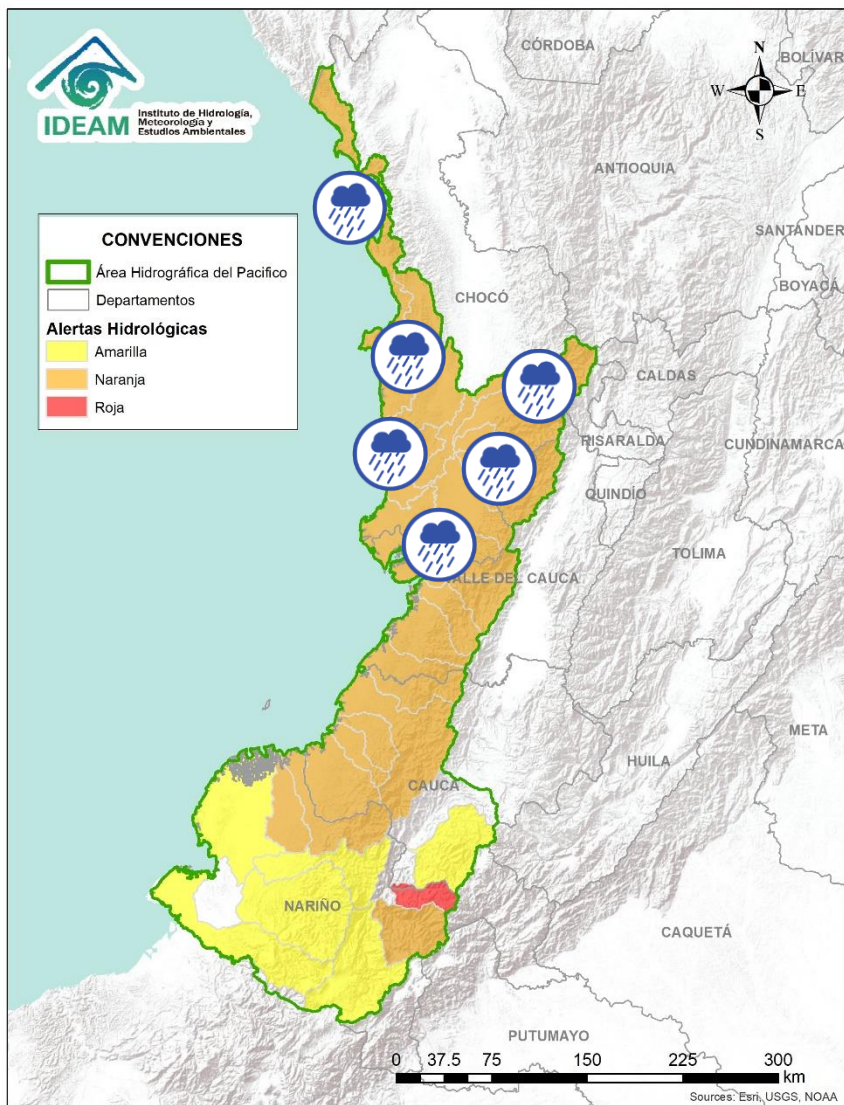 IDEAM
Instituto de Hidrología,
Meteorología y
Estudios Ambientales
CÓRDOBA
BOLÍVAR
N
W
E
S
ANTIOQUIA
SANTANDER
BOYACÁ
CONVENCIONES
Área Hidrográfica del Pacifico
Departamentos
Alertas Hidrológicas
Amarilla
Naranja
Roja
CHOCÓ
CALDAS
RISARALDA
CUNDINAMARCA
QUINDÍO
TOLIMA
VALLE DEL CAUCA
META
HUILA
CAUCA
NARIÑO
CAQUETÁ
PUTUMAYO
0 37.5 75 150 225 300
km
Sources: Esri, USGS, NOAA